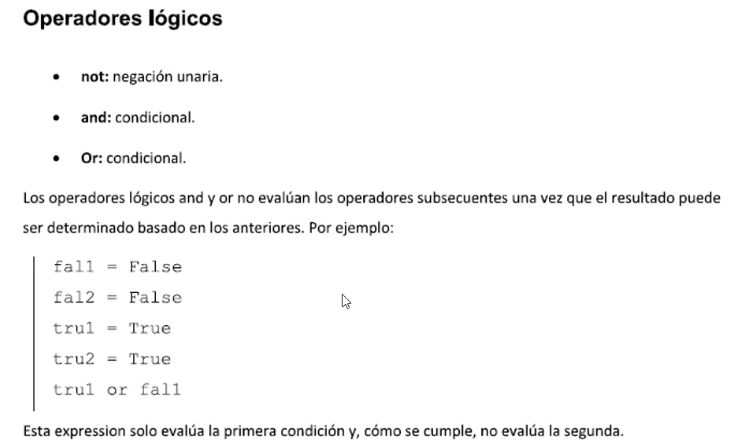 Operadores lógicos
• not: negación unaria.
• and: condicional.
• Or: condicional.
Los operadores lógicos and y or no evalúan los operadores subsecuentes una vez que el resultado puede
ser determinado basado en los anteriores. Por ejemplo:
fal1 = False
fal2 = False
tru1 = True
tru2 = True
tru1 or fal1
Esta expression solo evalúa la primera condición y, cómo se cumple, no evalúa la segunda.